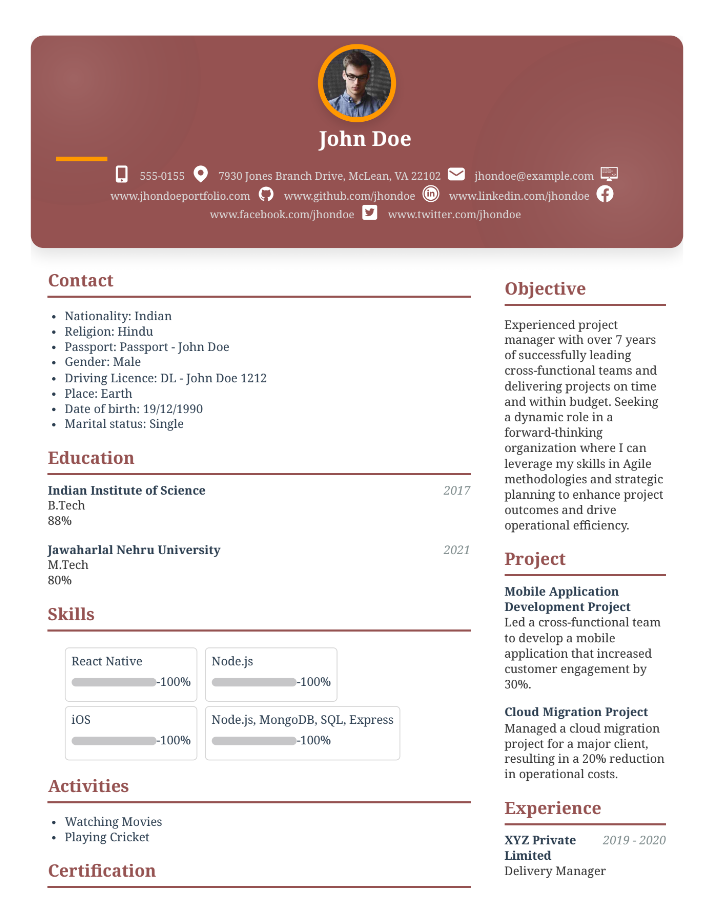 John Doe
555-0155 7930 Jones Branch Drive, McLean, VA 22102 jhondoe@example.com
www.jhondoeportfolio.com www.github.com/jhondoe www.linkedin.com/jhondoe
www.facebook.com/jhondoe www.twitter.com/jhondoe
Contact
• Nationality: Indian
• Religion: Hindu
• Passport: Passport - John Doe
• Gender: Male
• Driving Licence: DL - John Doe 1212
• Place: Earth
• Date of birth: 19/12/1990
• Marital status: Single
Education
Indian Institute of Science 2017
B.Tech
88%
Jawaharlal Nehru University 2021
M.Tech
80%
Skills
React Native
-100%
Node.js
-100%
iOS
-100%
Node.js, MongoDB, SQL, Express
-100%
Activities
• Watching Movies
• Playing Cricket
Certification
Objective
Experienced project
manager with over 7 years
of successfully leading
cross-functional teams and
delivering projects on time
and within budget. Seeking
a dynamic role in a
forward-thinking
organization where I can
leverage my skills in Agile
methodologies and strategic
planning to enhance project
outcomes and drive
operational efficiency.
Project
Mobile Application
Development Project
Led a cross-functional team
to develop a mobile
application that increased
customer engagement by
30%.
Cloud Migration Project
Managed a cloud migration
project for a major client,
resulting in a 20% reduction
in operational costs.
Experience
XYZ Private 2019 - 2020
Limited
Delivery Manager